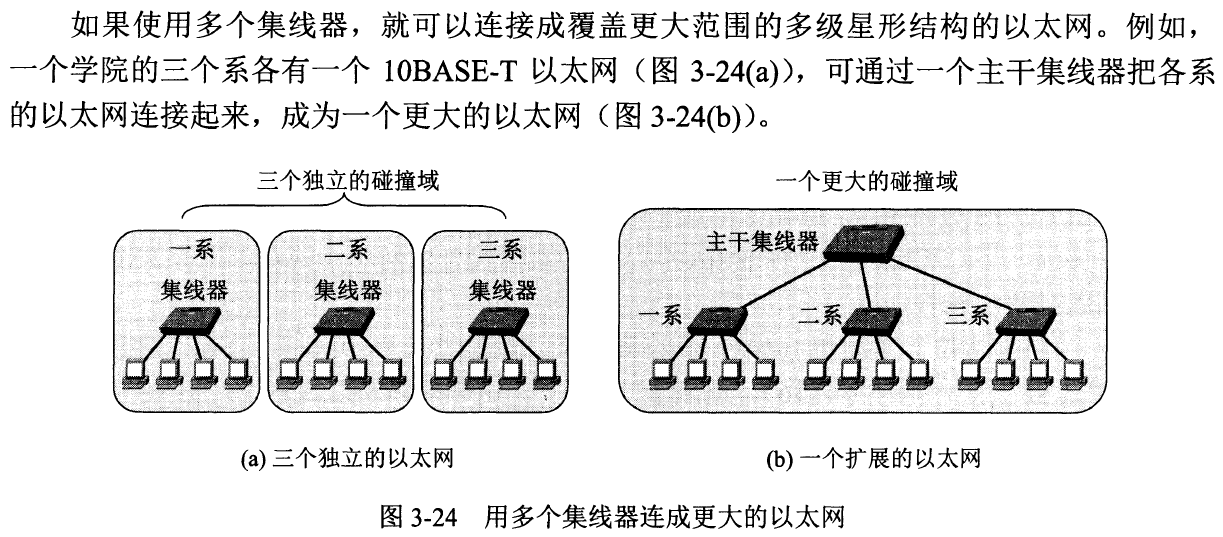 如果使用多个集线器，就可以连接成覆盖更大范围的多级星形结构的以太网。例如，
一个学院的三个系各有一个 10BASE-T 以太网（图 3-24(a)），可通过一个主干集线器把各系
的以太网连接起来，成为一个更大的以太网（图 3-24(b)）。
三个独立的碰撞域
一系
集线器
二系
集线器
三系
集线器
(a) 三个独立的以太网
一个更大的碰撞域
主干集线器
一系
二系
三系
(b) 一个扩展的以太网
图 3-24 用多个集线器连成更大的以太网